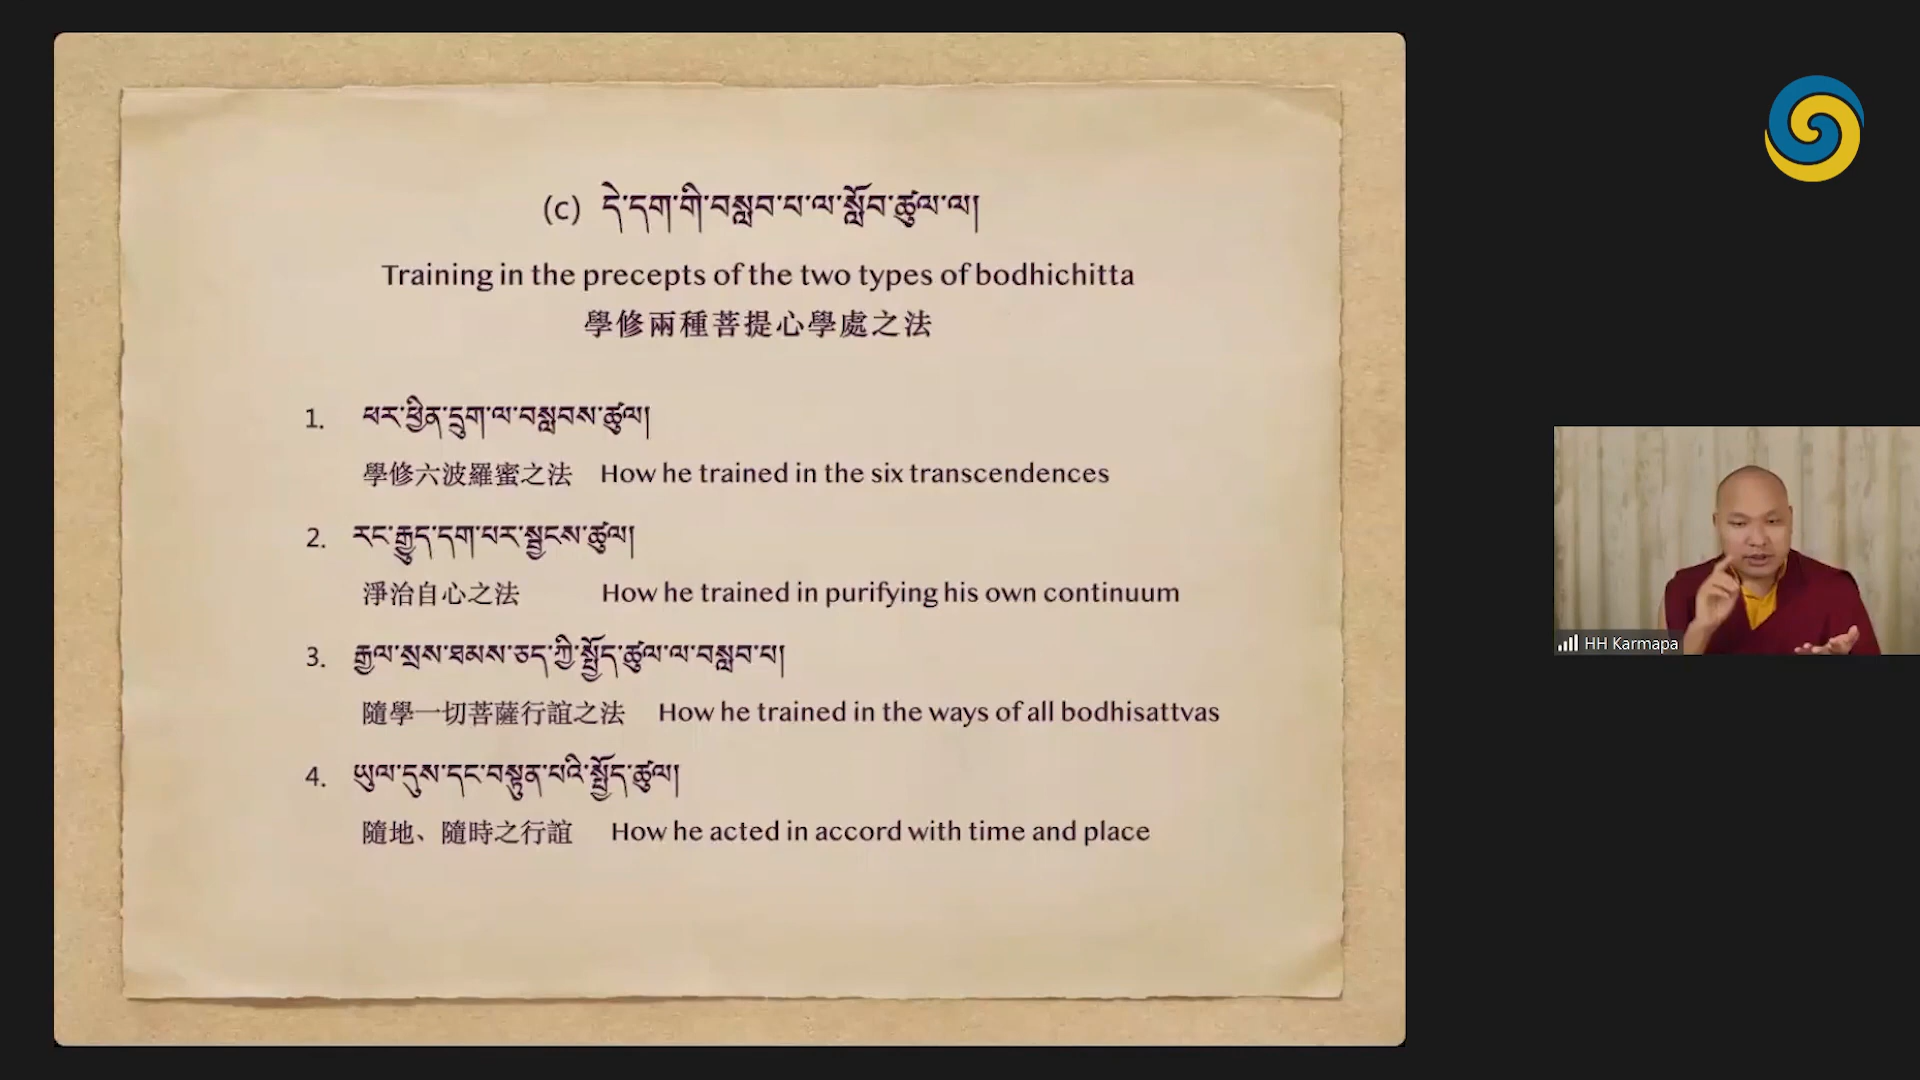 (c) དེ་དག་གི་བསླབ་པ་ལ་སློབ་ཚུལ་ལ།
Training in the precepts of the two types of bodhichitta
學修兩種菩提心學處之法
1. ཕར་ཕྱིན་དྲུག་ལ་བསླབས་ཚུལ།
學修六波羅蜜之法 How he trained in the six transcendences
2. རང་རྒྱུད་དག་པར་སྦྱངས་ཚུལ།
淨治自心之法 How he trained in purifying his own continuum
3. རྒྱལ་སྲས་ཐམས་ཅད་ཀྱི་སྤྱོད་ཚུལ་ལ་བསླབ་པ།
隨學一切菩薩行誼之法 How he trained in the ways of all bodhisattvas
4. ཡུལ་དུས་དང་བསྟུན་པའི་སྤྱོད་ཚུལ།
隨地、隨時之行誼 How he acted in accord with time and place
HH Karmapa